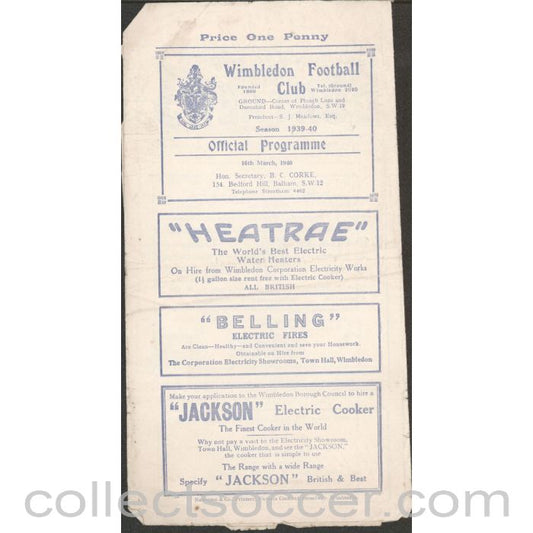 Price One Penny
Wimbledon Football
Club
Founded
1889
Tel. (Ground)
Wimbledon
GROUND—Corner of Plough Lane and
Durnsford Road, Wimbledon, S.W.19
President—S. J. Meadows, Esq.
Season 1939-40
Official Programme
16th March, 1940
Hon. Secretary, B. C. CORKE,
154, Bedford Hill, Balham, S.W.12
Telephone Streatham 4462
"HEATRAE"
The World's Best Electric
Water Heaters
On Hire from Wimbledon Corporation Electricity Works
(1½ gallon size rent free with Electric Cooker)
ALL BRITISH
"BELLING"
ELECTRIC FIRES
Are Clean—Healthy—and Convenient and save your Housework.
Obtainable on Hire from
The Corporation Electricity Showrooms, Town Hall, Wimbledon
Make your application to the Wimbledon Borough Council to hire a
"JACKSON" Electric Cooker
The Finest Cooker in the World
Why not pay a visit to the Electricity Showroom,
Town Hall, Wimbledon, and see the "JACKSON,"
the cooker that is simple to use
The Range with a wide Range
Specify "JACKSON" British & Best
collectsoccer.com